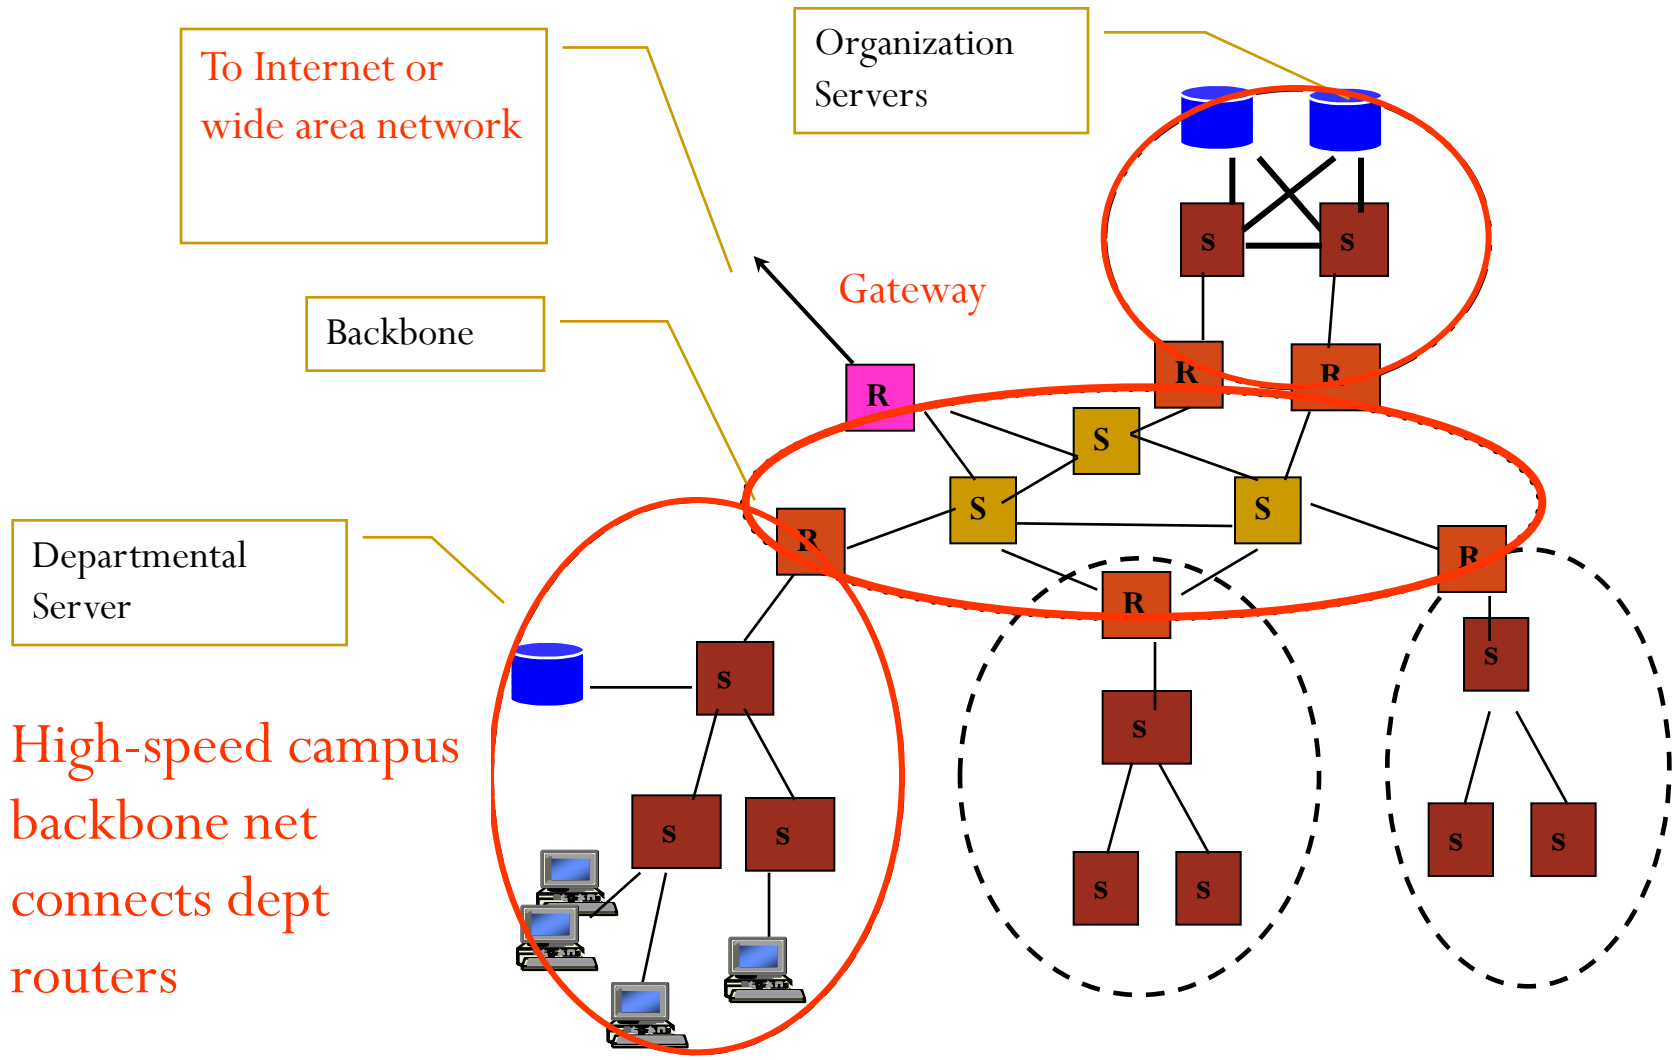 To Internet or
wide area network
Organization
Servers
Gateway
Backbone
Departmental
Server
High-speed campus
backbone net
connects dept
routers
s
s
R
R
R
S
S
S
R
R
R
s
s
s
s
s
s
s
s
s